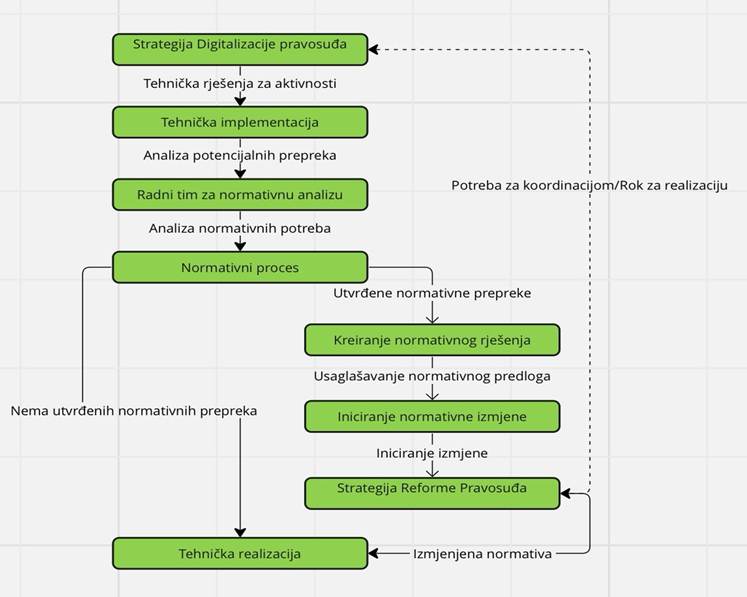 Strategija Digitalizacije pravosuđa
Tehnička rješenja za aktivnosti
Tehnička implementacija
Analiza potencijalnih prepreka
Potreba za koordinacijom/Rok za realizaciju
Radni tim za normativnu analizu
Analiza normativnih potreba
Normativni proces
Utvrđene normativne prepreke
Kreiranje normativnog rješenja
Usaglašavanje normativnog predloga
Nema utvrđenih normativnih prepreka
Iniciranje normativne izmjene
Iniciranje izmjene
Strategija Reforme Pravosuđa
Tehnička realizacija
Izmjenjena normativa